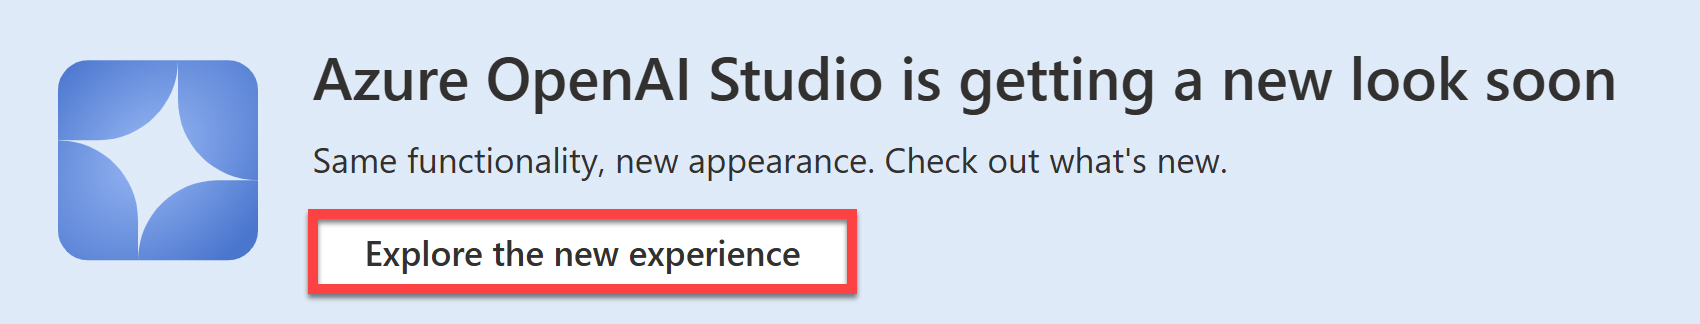 Azure OpenAI Studio is getting a new look soon
Same functionality, new appearance. Check out what's new.
Explore the new experience